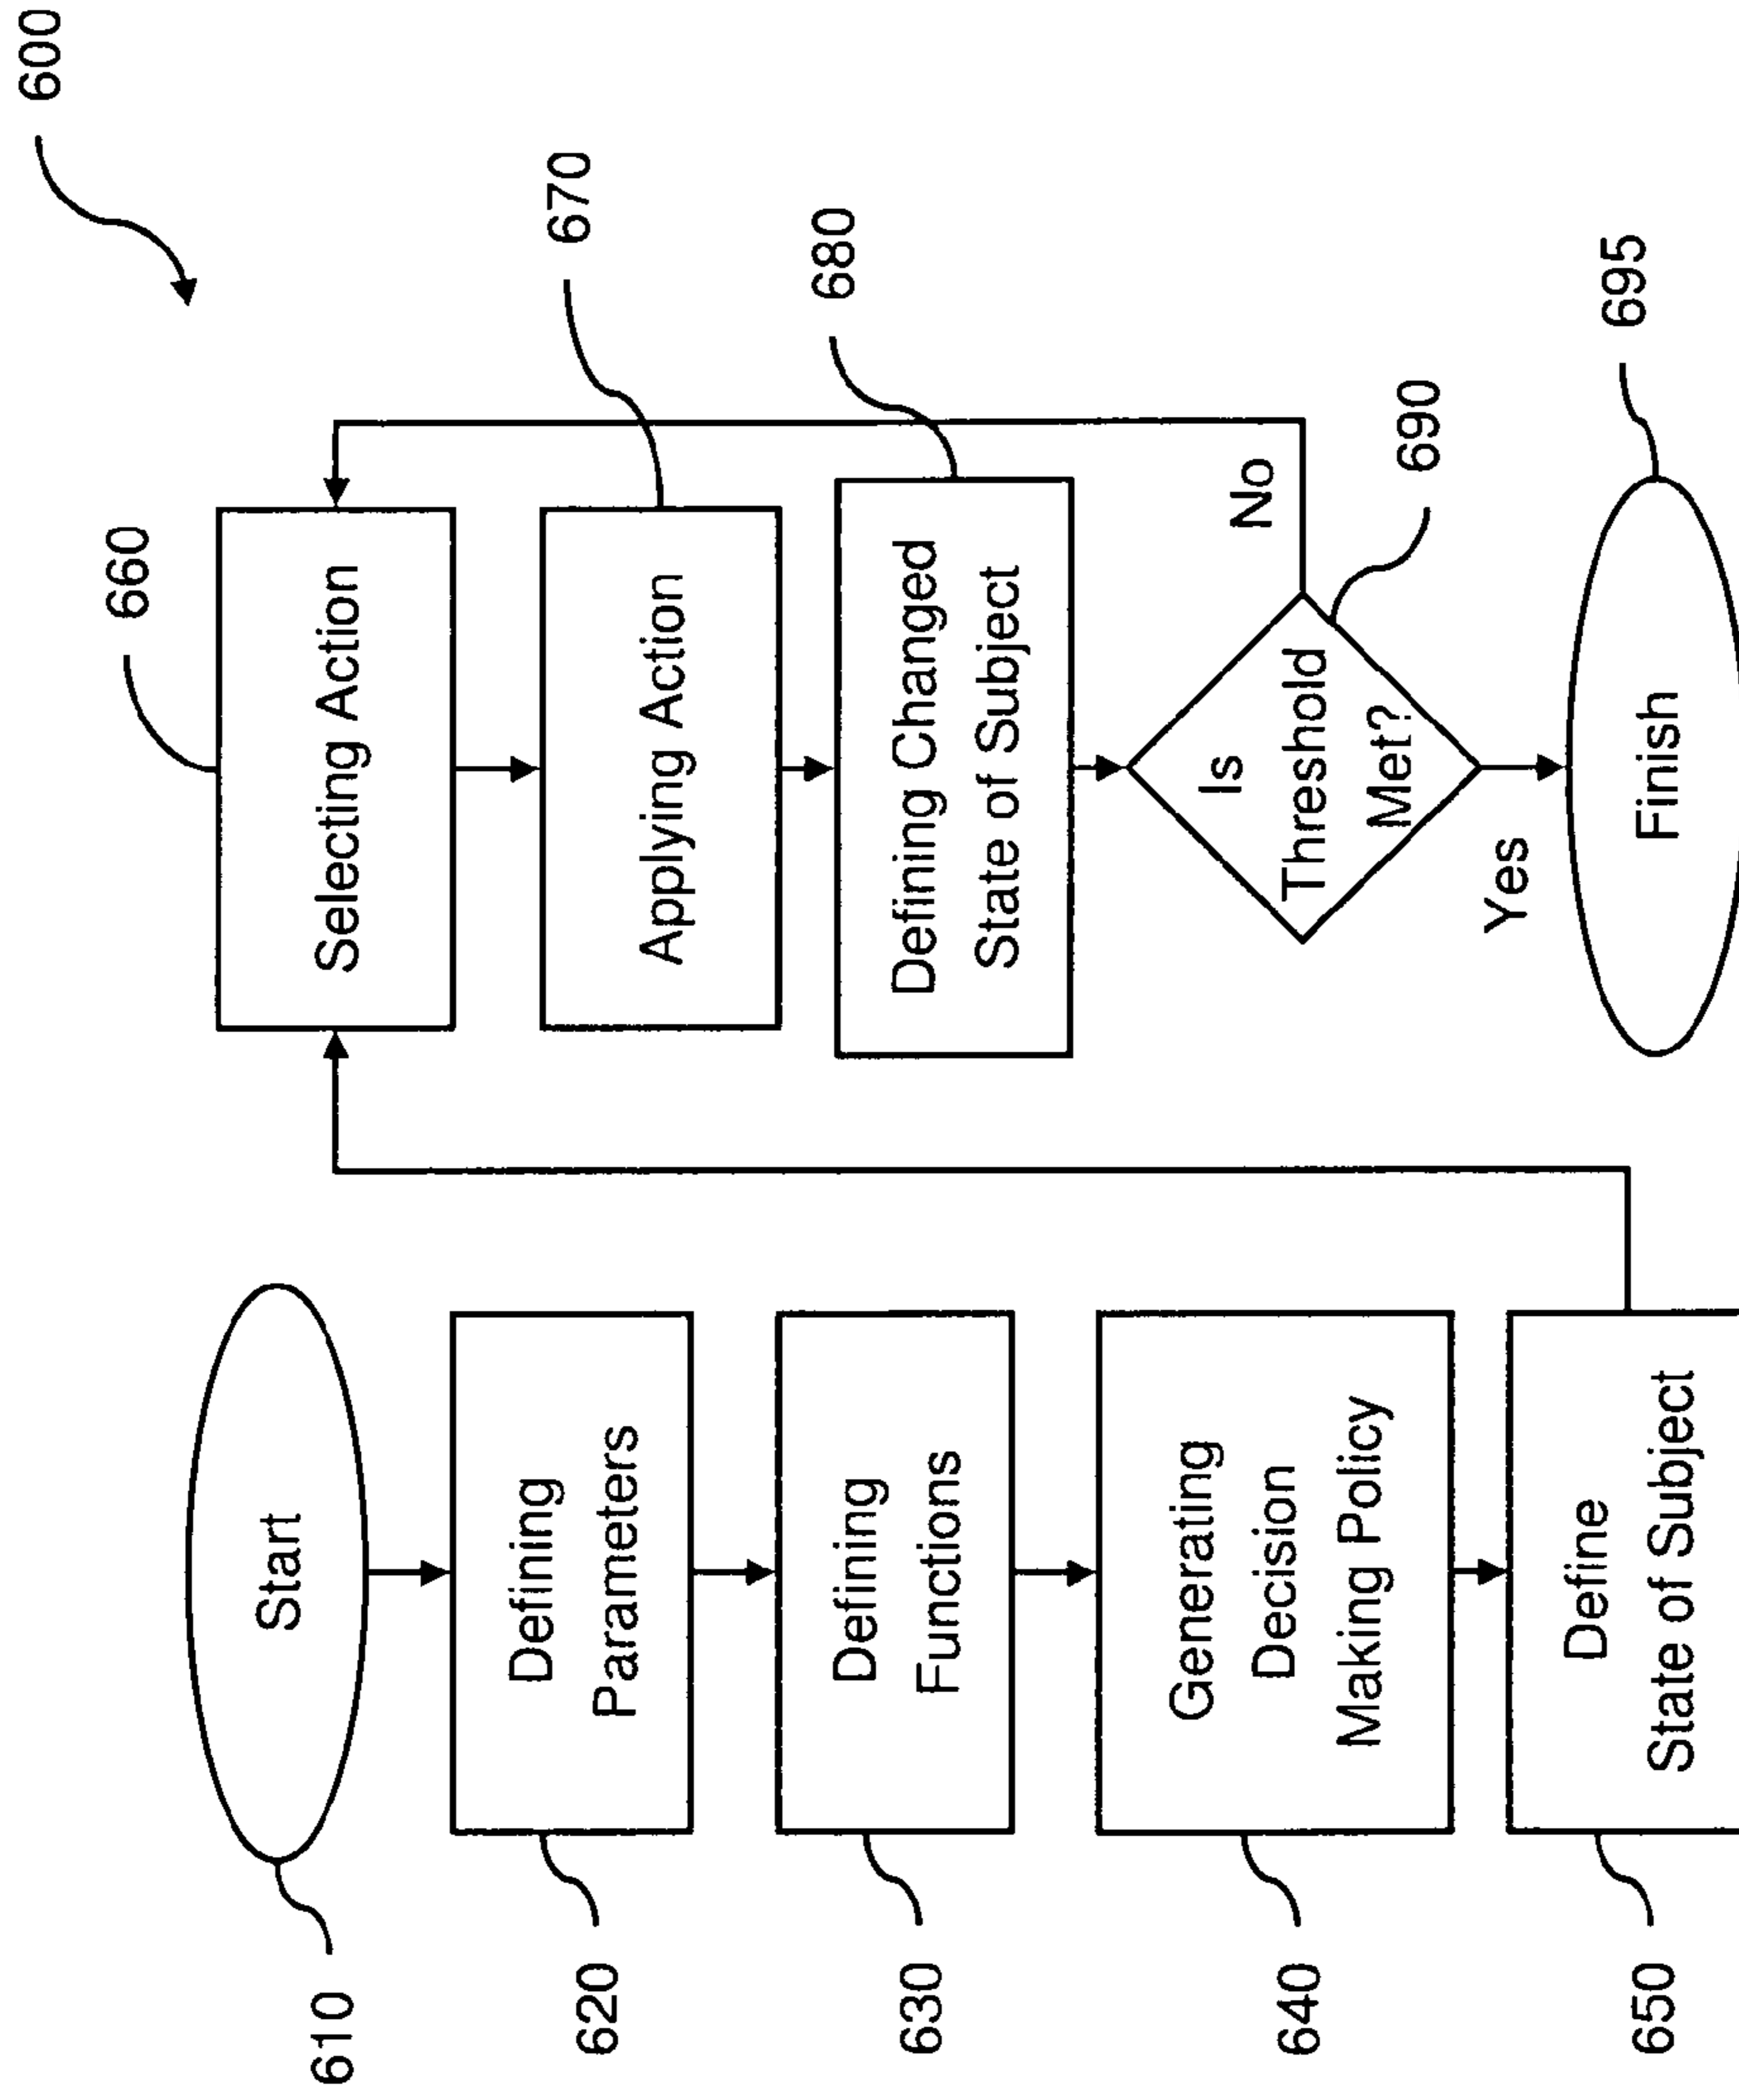 600
610
Start
620
Defining
Parameters
630
Defining
Functions
640
Generating
Decision
Making Policy
650
Define
State of Subject
660
Selecting Action
670
Applying Action
680
Defining Changed
State of Subject
690
Is
Threshold
Met?
No
Yes
695
Finish